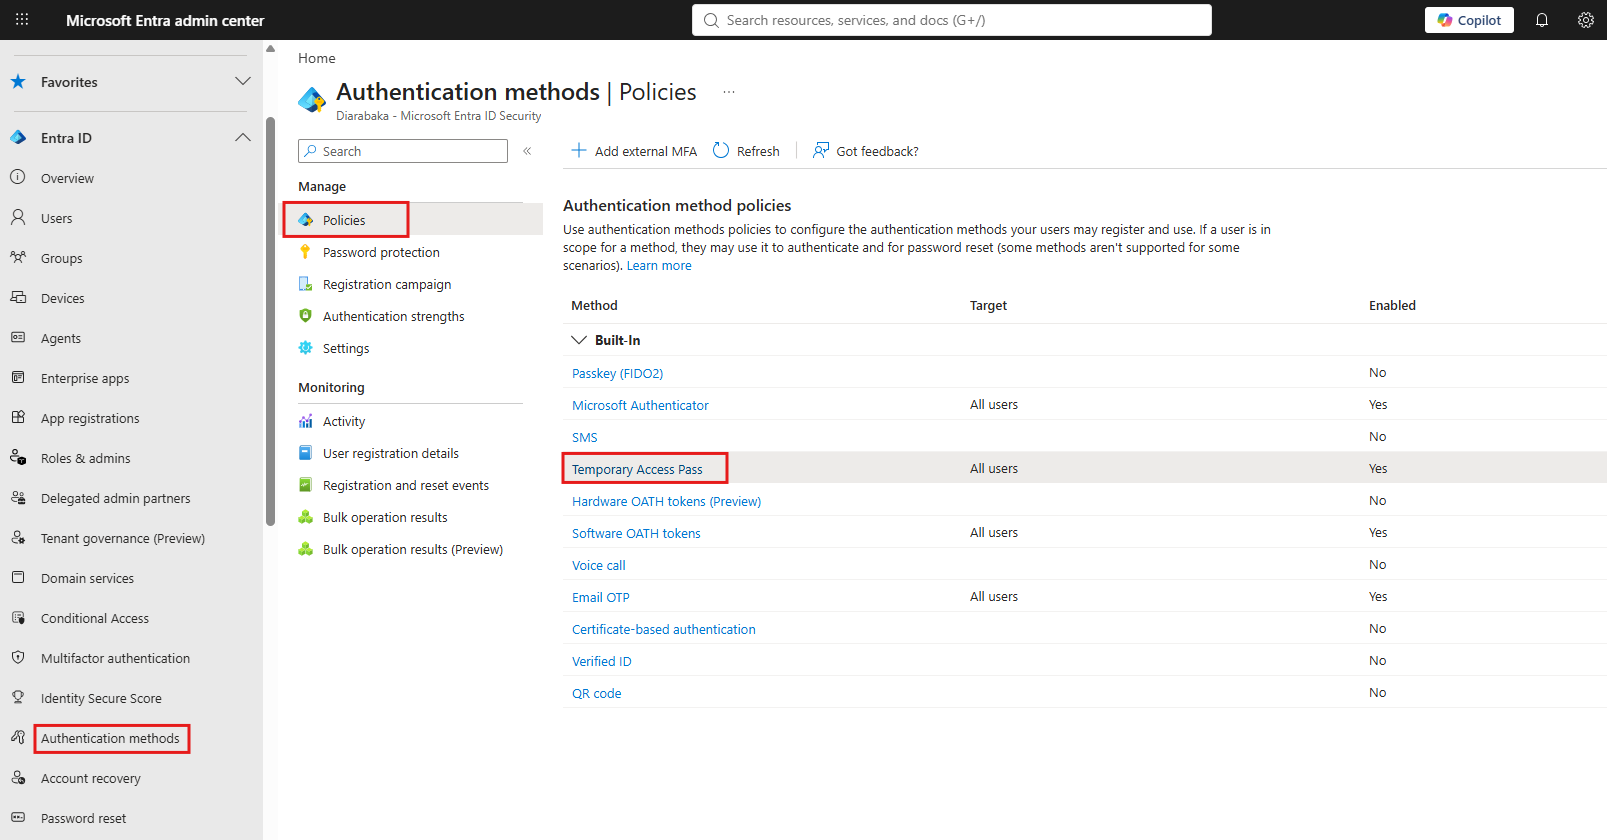 Microsoft Entra admin center
Search resources, services, and docs (G+/)
Copilot
Favorites
Entra ID
Overview
Users
Groups
Devices
Agents
Enterprise apps
App registrations
Roles & admins
Delegated admin partners
Tenant governance (Preview)
Domain services
Conditional Access
Multifactor authentication
Identity Secure Score
Authentication methods
Account recovery
Password reset
Home
Authentication methods | Policies ...
Diarabaka - Microsoft Entra ID Security
Search
Manage
Policies
Password protection
Registration campaign
Authentication strengths
Settings
Monitoring
Activity
User registration details
Registration and reset events
Bulk operation results
Bulk operation results (Preview)
Add external MFA Refresh Got feedback?
Authentication method policies
Use authentication methods policies to configure the authentication methods your users may register and use. If a user is in
scope for a method, they may use it to authenticate and for password reset (some methods aren't supported for some
scenarios). Learn more
Method Target Enabled
Built-In
Passkey (FIDO2) No
Microsoft Authenticator All users Yes
SMS No
Temporary Access Pass All users Yes
Hardware OATH tokens (Preview) No
Software OATH tokens All users Yes
Voice call No
Email OTP All users Yes
Certificate-based authentication No
Verified ID No
QR code No